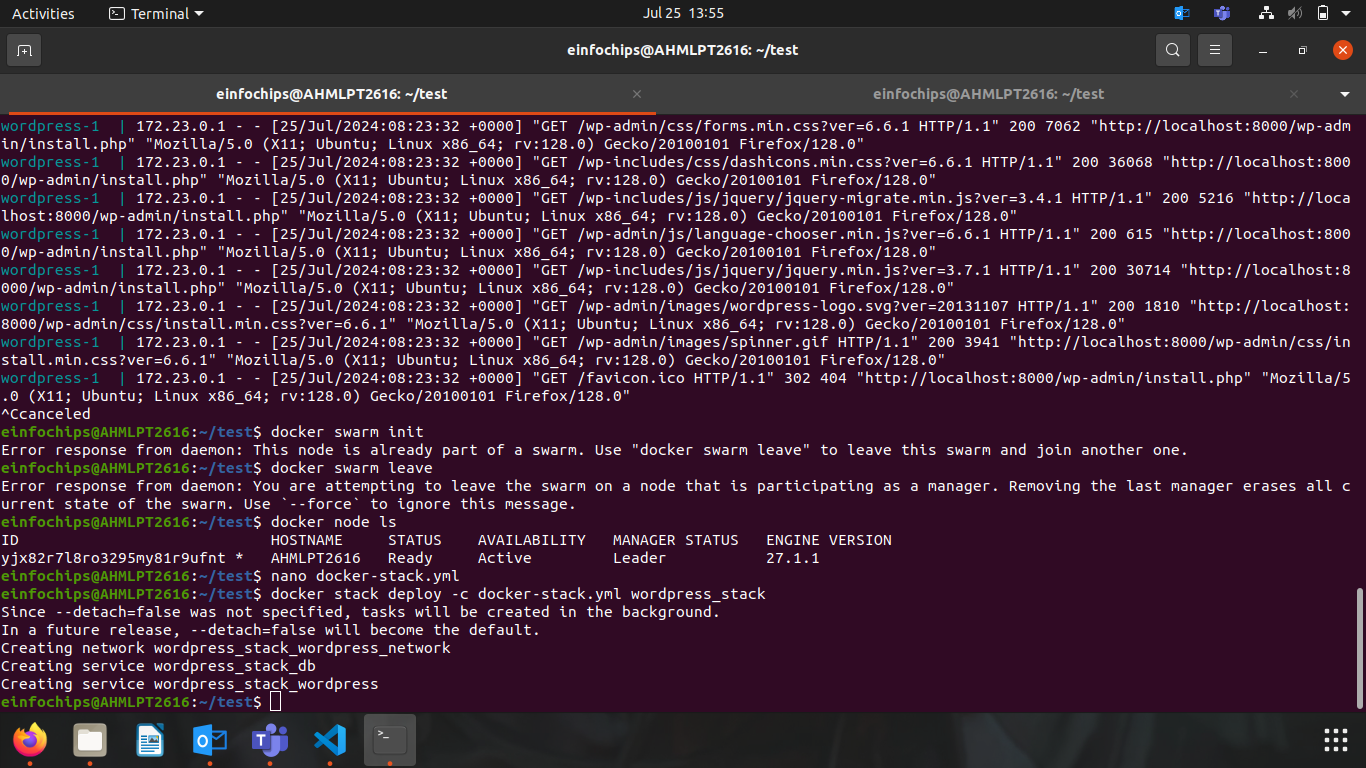 Activities
Terminal
Jul 25 13:55
einfochips@AHMLPT2616: ~/test
einfochips@AHMLPT2616: ~/test
einfochips@AHMLPT2616: ~/test
wordpress-1  | 172.23.0.1 - - [25/Jul/2024:08:23:32 +0000] "GET /wp-admin/css/forms.min.css?ver=6.6.1 HTTP/1.1" 200 7062 "http://localhost:8000/wp-adm
in/install.php" "Mozilla/5.0 (X11; Ubuntu; Linux x86_64; rv:128.0) Gecko/20100101 Firefox/128.0"
wordpress-1  | 172.23.0.1 - - [25/Jul/2024:08:23:32 +0000] "GET /wp-includes/css/dashicons.min.css?ver=6.6.1 HTTP/1.1" 200 36068 "http://localhost:800
0/wp-admin/install.php" "Mozilla/5.0 (X11; Ubuntu; Linux x86_64; rv:128.0) Gecko/20100101 Firefox/128.0"
wordpress-1  | 172.23.0.1 - - [25/Jul/2024:08:23:32 +0000] "GET /wp-includes/js/jquery/jquery-migrate.min.js?ver=3.4.1 HTTP/1.1" 200 5216 "http://loca
lhost:8000/wp-admin/install.php" "Mozilla/5.0 (X11; Ubuntu; Linux x86_64; rv:128.0) Gecko/20100101 Firefox/128.0"
wordpress-1  | 172.23.0.1 - - [25/Jul/2024:08:23:32 +0000] "GET /wp-admin/js/language-chooser.min.js?ver=6.6.1 HTTP/1.1" 200 615 "http://localhost:800
0/wp-admin/install.php" "Mozilla/5.0 (X11; Ubuntu; Linux x86_64; rv:128.0) Gecko/20100101 Firefox/128.0"
wordpress-1  | 172.23.0.1 - - [25/Jul/2024:08:23:32 +0000] "GET /wp-includes/js/jquery/jquery.min.js?ver=3.7.1 HTTP/1.1" 200 30714 "http://localhost:8
000/wp-admin/install.php" "Mozilla/5.0 (X11; Ubuntu; Linux x86_64; rv:128.0) Gecko/20100101 Firefox/128.0"
wordpress-1  | 172.23.0.1 - - [25/Jul/2024:08:23:32 +0000] "GET /wp-admin/images/wordpress-logo.svg?ver=20131107 HTTP/1.1" 200 1810 "http://localhost:
8000/wp-admin/css/install.min.css?ver=6.6.1" "Mozilla/5.0 (X11; Ubuntu; Linux x86_64; rv:128.0) Gecko/20100101 Firefox/128.0"
wordpress-1  | 172.23.0.1 - - [25/Jul/2024:08:23:32 +0000] "GET /wp-admin/images/spinner.gif HTTP/1.1" 200 3941 "http://localhost:8000/wp-admin/css/in
stall.min.css?ver=6.6.1" "Mozilla/5.0 (X11; Ubuntu; Linux x86_64; rv:128.0) Gecko/20100101 Firefox/128.0"
wordpress-1  | 172.23.0.1 - - [25/Jul/2024:08:23:32 +0000] "GET /favicon.ico HTTP/1.1" 302 404 "http://localhost:8000/wp-admin/install.php" "Mozilla/5
.0 (X11; Ubuntu; Linux x86_64; rv:128.0) Gecko/20100101 Firefox/128.0"
^Ccanceled
einfochips@AHMLPT2616:~/test$ docker swarm init
Error response from daemon: This node is already part of a swarm. Use "docker swarm leave" to leave this swarm and join another one.
einfochips@AHMLPT2616:~/test$ docker swarm leave
Error response from daemon: You are attempting to leave the swarm on a node that is participating as a manager. Removing the last manager erases all c
urrent state of the swarm. Use `--force` to ignore this message.
einfochips@AHMLPT2616:~/test$ docker node ls
ID                            HOSTNAME     STATUS    AVAILABILITY   MANAGER STATUS   ENGINE VERSION
yjx82r7l8ro3295my81r9ufnt *   AHMLPT2616   Ready     Active         Leader           27.1.1
einfochips@AHMLPT2616:~/test$ nano docker-stack.yml
einfochips@AHMLPT2616:~/test$ docker stack deploy -c docker-stack.yml wordpress_stack
Since --detach=false was not specified, tasks will be created in the background.
In a future release, --detach=false will become the default.
Creating network wordpress_stack_wordpress_network
Creating service wordpress_stack_db
Creating service wordpress_stack_wordpress
einfochips@AHMLPT2616:~/test$